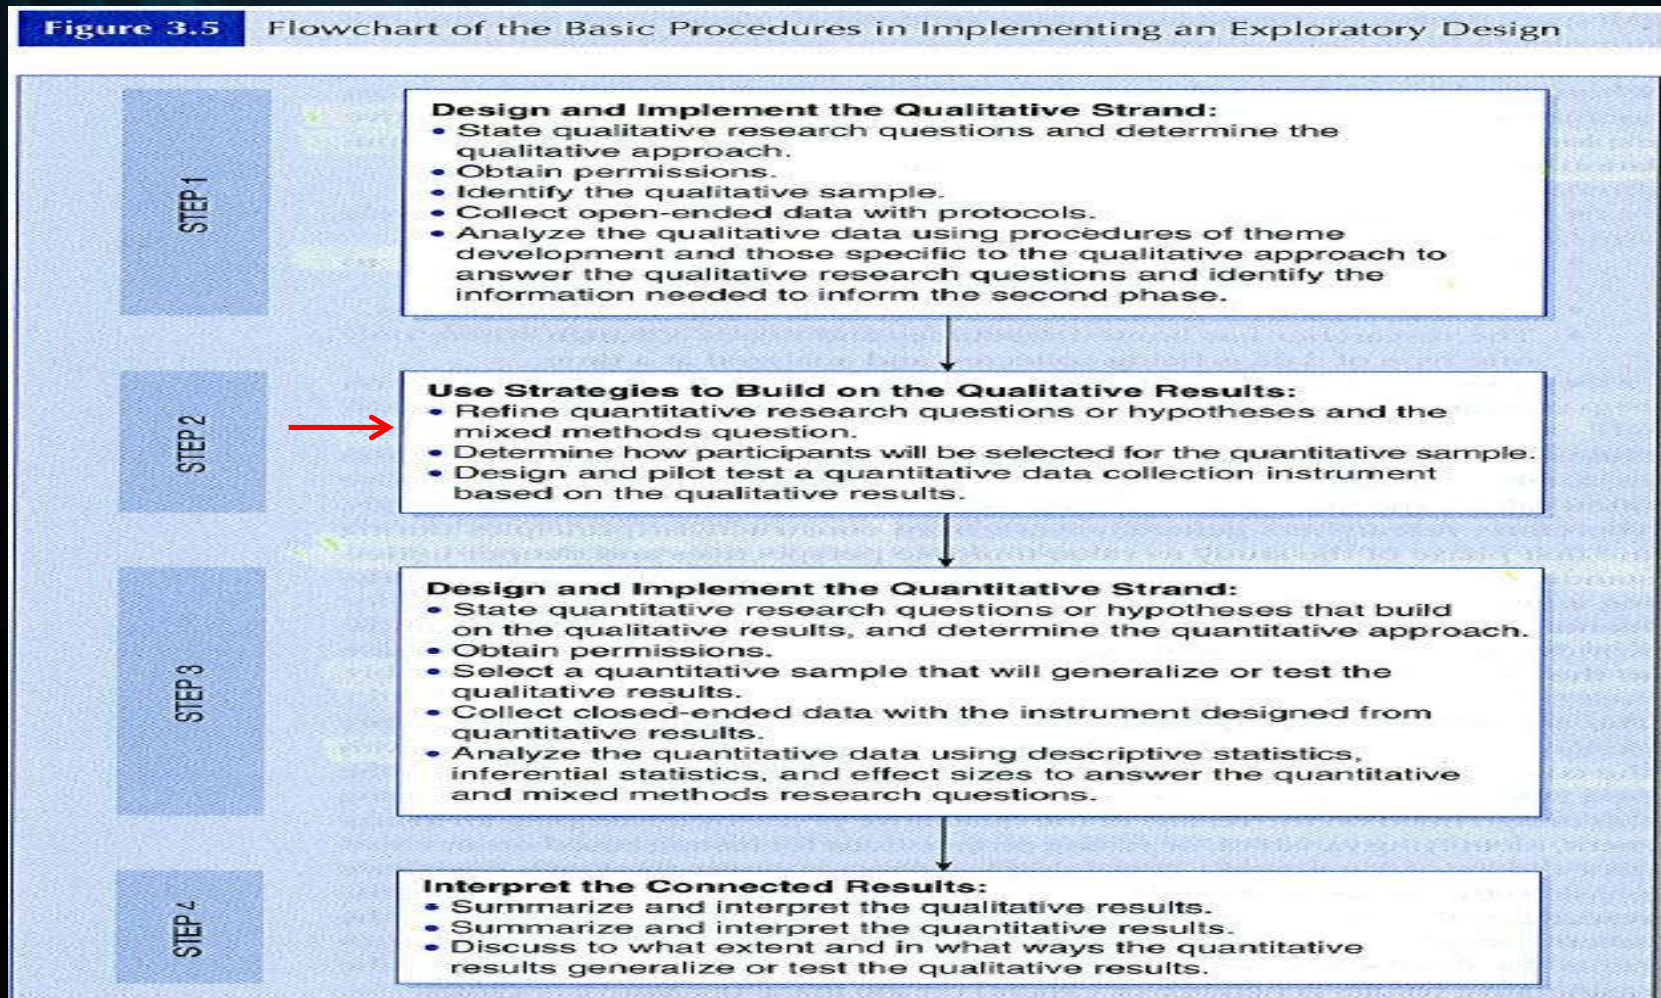 Figure 3.5 Flowchart of the Basic Procedures in Implementing an Exploratory Design
STEP 1
Design and Implement the Qualitative Strand:
• State qualitative research questions and determine the
qualitative approach.
• Obtain permissions.
• Identify the qualitative sample.
• Collect open-ended data with protocols.
• Analyze the qualitative data using procedures of theme
development and those specific to the qualitative approach to
answer the qualitative research questions and identify the
information needed to inform the second phase.
STEP 2
Use Strategies to Build on the Qualitative Results:
• Refine quantitative research questions or hypotheses and the
mixed methods question.
• Determine how participants will be selected for the quantitative sample.
• Design and pilot test a quantitative data collection instrument
based on the qualitative results.
STEP 3
Design and Implement the Quantitative Strand:
• State quantitative research questions or hypotheses that build
on the qualitative results, and determine the quantitative approach.
• Obtain permissions.
• Select a quantitative sample that will generalize or test the
qualitative results.
• Collect closed-ended data with the instrument designed from
quantitative results.
• Analyze the quantitative data using descriptive statistics,
inferential statistics, and effect sizes to answer the quantitative
and mixed methods research questions.
STEP 4
Interpret the Connected Results:
• Summarize and interpret the qualitative results.
• Summarize and interpret the quantitative results.
• Discuss to what extent and in what ways the quantitative
results generalize or test the qualitative results.